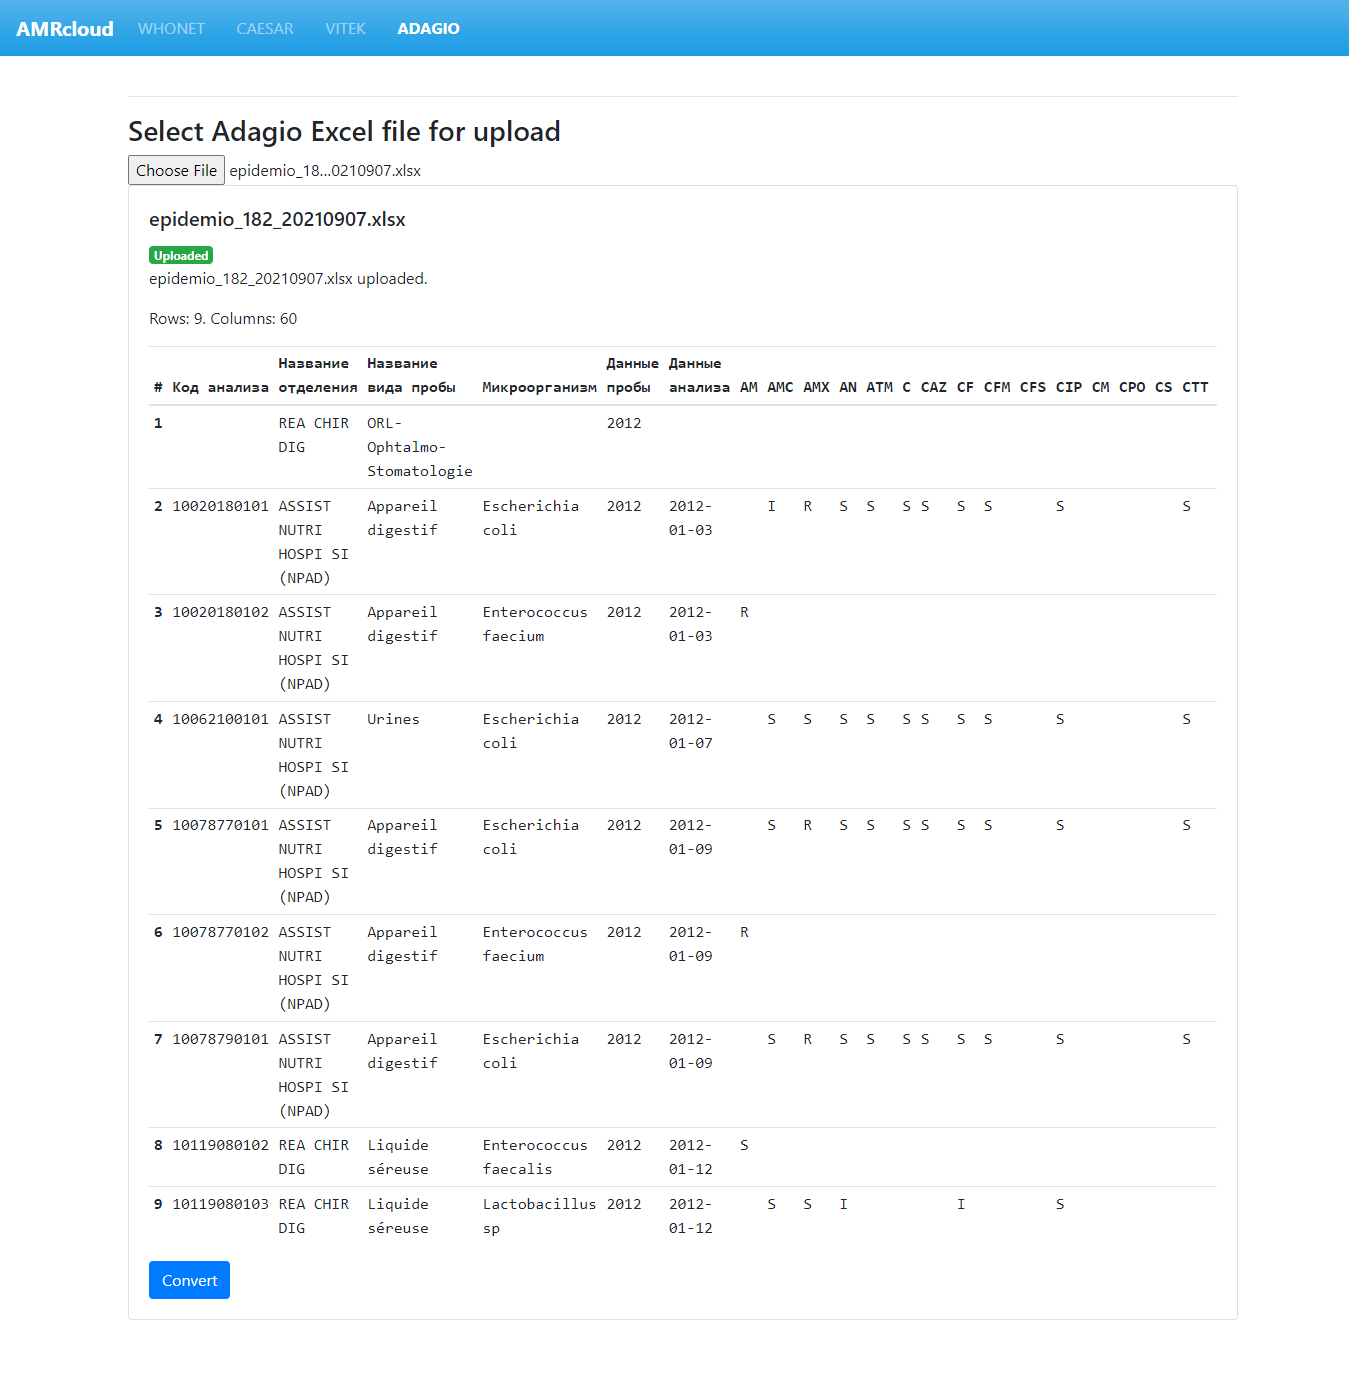 AMRcloud WHONET CAESAR VITEK ADAGIO
Select Adagio Excel file for upload
Choose File epidemio_18...0210907.xlsx
epidemio_182_20210907.xlsx
Uploaded
epidemio_182_20210907.xlsx uploaded.
Rows: 9. Columns: 60
Название Название Данные Данные
# Код анализа отделения вида пробы Микроорганизм пробы анализа AM AMC AMX AN ATM C CAZ CF CFM CFS CIP CM CPO CS CTT
1 REA CHIR ORL- 2012
DIG Ophtalmo-
Stomatologie
2 10020180101 ASSIST Appareil Escherichia 2012 2012- I R S S S S S S S S
NUTRI digestif coli 01-03
HOSPI SI
(NPAD)
3 10020180102 ASSIST Appareil Enterococcus 2012 2012- R
NUTRI digestif faecium 01-03
HOSPI SI
(NPAD)
4 10062100101 ASSIST Urines Escherichia 2012 2012- S S S S S S S S S S
NUTRI coli 01-07
HOSPI SI
(NPAD)
5 10078770101 ASSIST Appareil Escherichia 2012 2012- S R S S S S S S S S
NUTRI digestif coli 01-09
HOSPI SI
(NPAD)
6 10078770102 ASSIST Appareil Enterococcus 2012 2012- R
NUTRI digestif faecium 01-09
HOSPI SI
(NPAD)
7 10078790101 ASSIST Appareil Escherichia 2012 2012- S R S S S S S S S S
NUTRI digestif coli 01-09
HOSPI SI
(NPAD)
8 10119080102 REA CHIR Liquide Enterococcus 2012 2012- S
DIG séreuse faecalis 01-12
9 10119080103 REA CHIR Liquide Lactobacillus 2012 2012- S S I I S
DIG séreuse sp 01-12
Convert